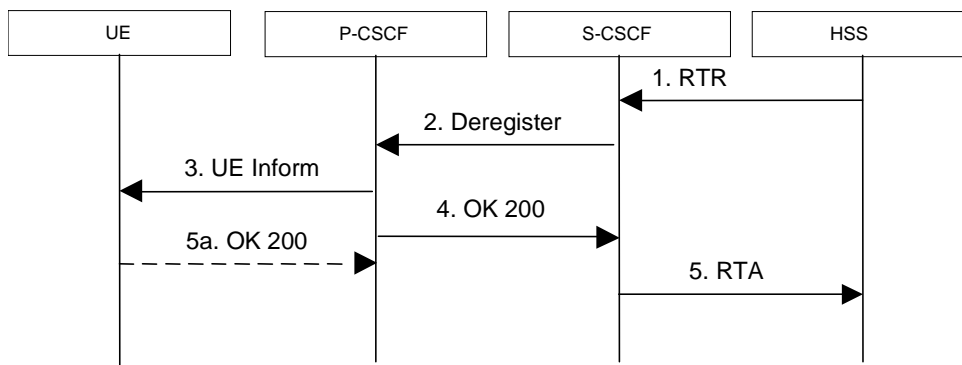 UE
P-CSCF
S-CSCF
HSS
1. RTR
2. Deregister
3. UE Inform
4. OK 200
5a. OK 200
5. RTA